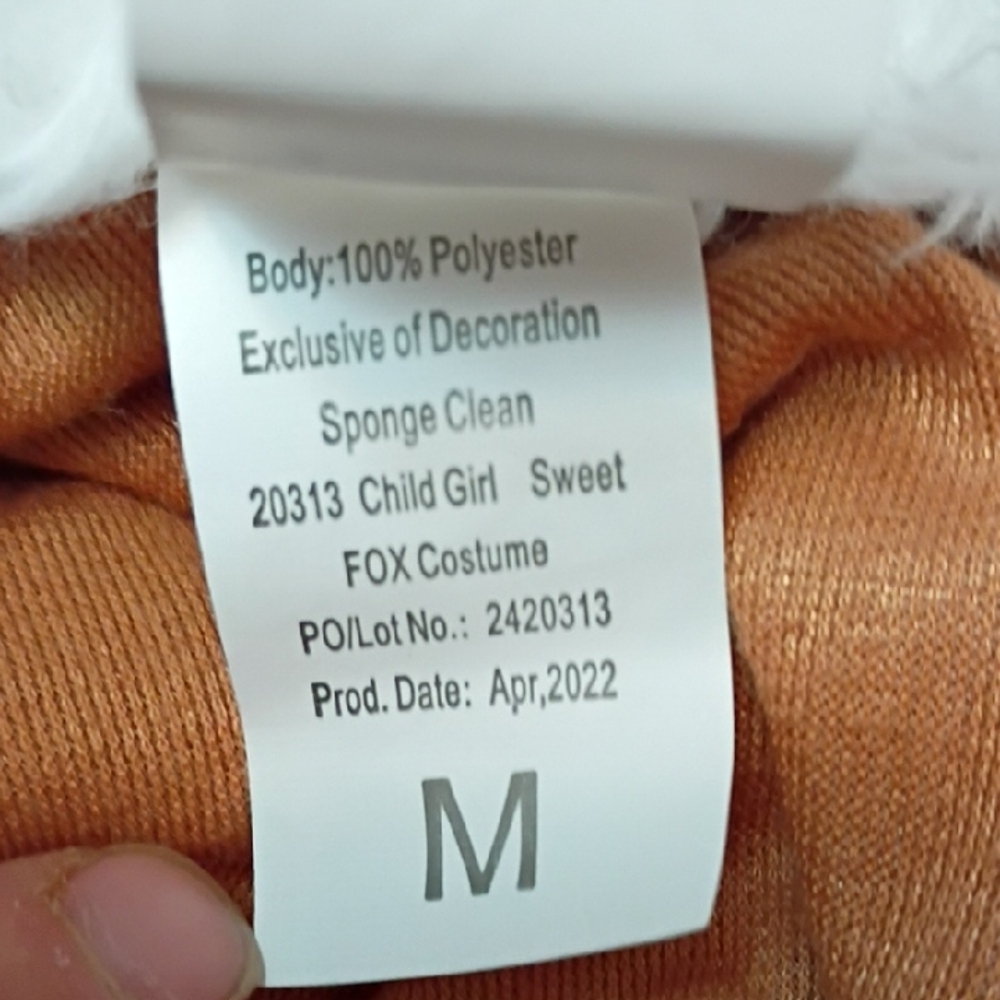 Body:100% Polyester
Exclusive of Decoration
Sponge Clean
20313 Child Girl Sweet
FOX Costume
PO/Lot No.: 2420313
Prod. Date: Apr,2022
M